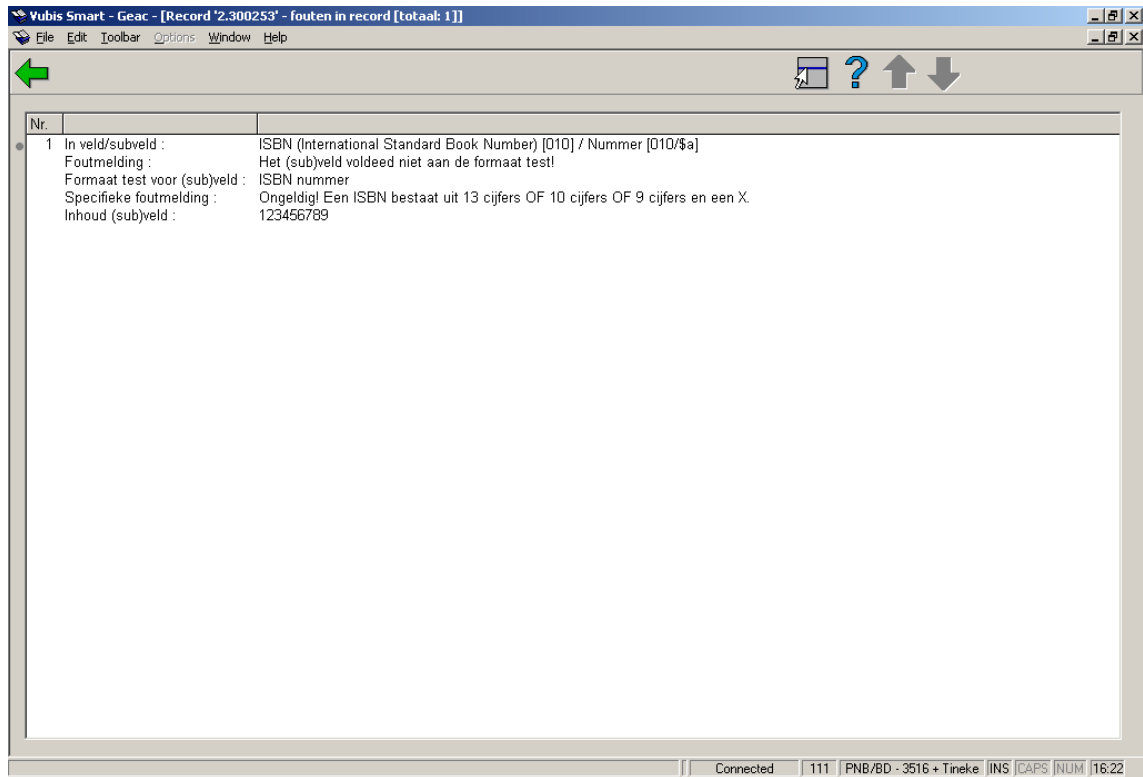 Vubis Smart - Geac - [Record '2.300253' - fouten in record [totaal: 1]]
File Edit Toolbar Options Window Help
Nr.
1 In veld/subveld : ISBN (International Standard Book Number) [010] / Nummer [010/$a]
Foutmelding : Het (sub)veld voldeed niet aan de formaat test!
Formaat test voor (sub)veld : ISBN nummer
Specifieke foutmelding : Ongeldig! Een ISBN bestaat uit 13 cijfers OF 10 cijfers OF 9 cijfers en een X.
Inhoud (sub)veld : 123456789
Connected 111 PNB/BD - 3516 + Tineke INS CAPS NUM 16:22